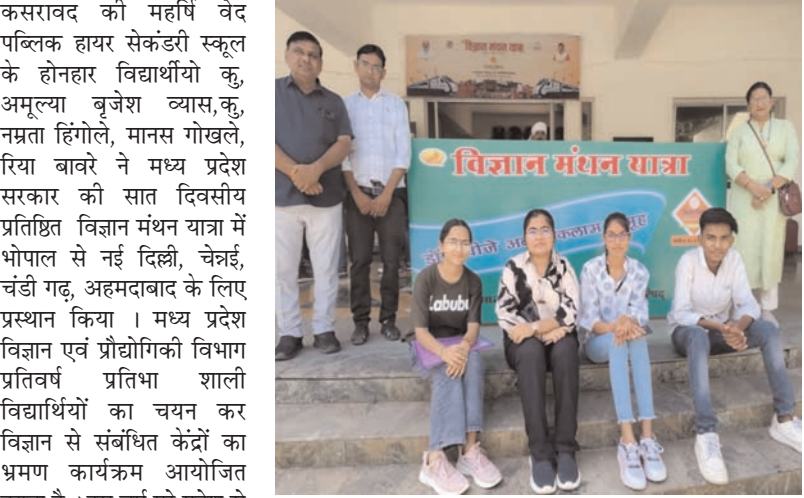 कसरावद की महर्षि वेद
पब्लिक हायर सेकंडरी स्कूल
के होनहार विद्यार्थीयो कु,
अमूल्या बृजेश व्यास,कु,
नम्रता हिंगोले, मानस गोखले,
रिया बावरे ने मध्य प्रदेश
सरकार की सात दिवसीय
प्रतिष्ठित विज्ञान मंथन यात्रा में
भोपाल से नई दिल्ली, चेन्नई,
चंडी गढ़, अहमदाबाद के लिए
प्रस्थान किया । मध्य प्रदेश
विज्ञान एवं प्रौद्योगिकी विभाग
प्रतिवर्ष प्रतिभा शाली
विद्यार्थियों का चयन कर
विज्ञान से संबंधित केंद्रों का
भ्रमण कार्यक्रम आयोजित
विज्ञान मंथन यात्रा
विज्ञान मंथन यात्रा
Labubu